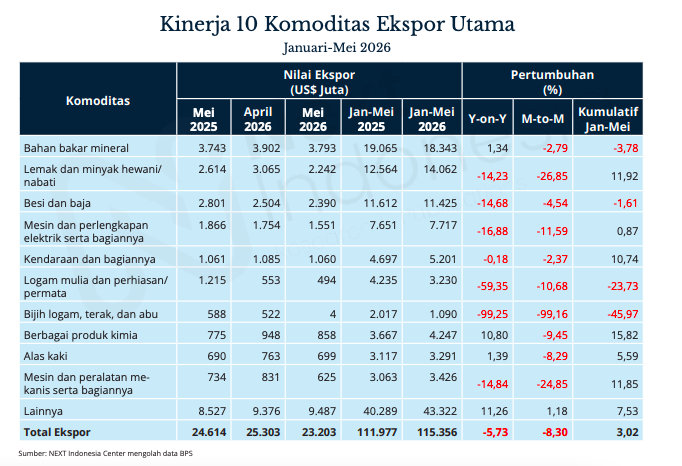 Kinerja 10 Komoditas Ekspor Utama
Januari-Mei 2026
Komoditas Nilai Ekspor (US$ Juta) Pertumbuhan (%)
Mei 2025 April 2026 Mei 2026 Jan-Mei 2025 Jan-Mei 2026 Y-on-Y M-to-M Kumulatif Jan-Mei
Bahan bakar mineral 3.743 3.902 3.793 19.065 18.343 1,34 -2,79 -3,78
Lemak dan minyak hewani/
nabati 2.614 3.065 2.242 12.564 14.062 -14,23 -26,85 11,92
Besi dan baja 2.801 2.504 2.390 11.612 11.425 -14,68 -4,54 -1,61
Mesin dan perlengkapan
elektrik serta bagiannya 1.866 1.754 1.551 7.651 7.717 -16,88 -11,59 0,87
Kendaraan dan bagiannya 1.061 1.085 1.060 4.697 5.201 -0,18 -2,37 10,74
Logam mulia dan perhiasan/
permata 1.215 553 494 4.235 3.230 -59,35 -10,68 -23,73
Bijih logam, terak, dan abu 588 522 4 2.017 1.090 -99,25 -99,16 -45,97
Berbagai produk kimia 775 948 858 3.667 4.247 10,80 -9,45 15,82
Alas kaki 690 763 699 3.117 3.291 1,39 -8,29 5,59
Mesin dan peralatan me-
kanis serta bagiannya 734 831 625 3.063 3.426 -14,84 -24,85 11,85
Lainnya 8.527 9.376 9.487 40.289 43.322 11,26 1,18 7,53
Total Ekspor 24.614 25.303 23.203 111.977 115.356 -5,73 -8,30 3,02
Sumber: NEXT Indonesia Center mengolah data BPS